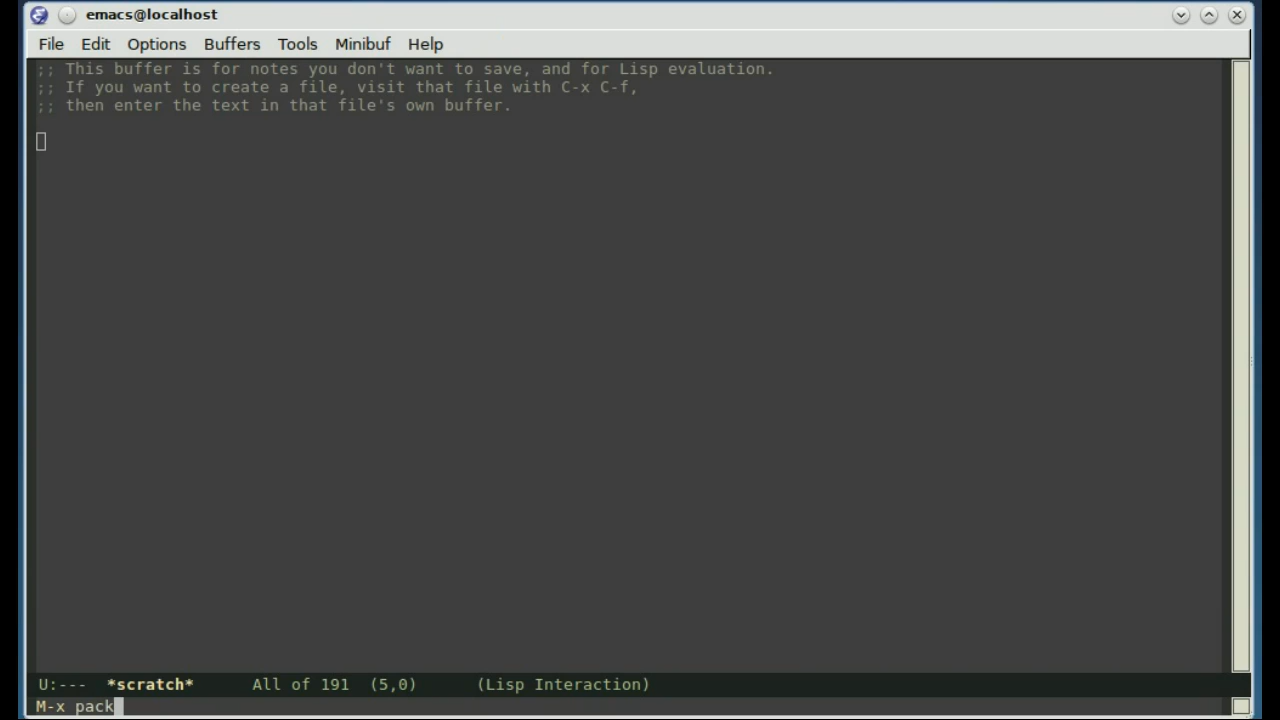 emacs@localhost
File Edit Options Buffers Tools Minibuf Help
;; This buffer is for notes you don't want to save, and for Lisp evaluation.
;; If you want to create a file, visit that file with C-x C-f,
;; then enter the text in that file's own buffer.
U:--- *scratch* All of 191 (5,0) (Lisp Interaction)
M-x pack